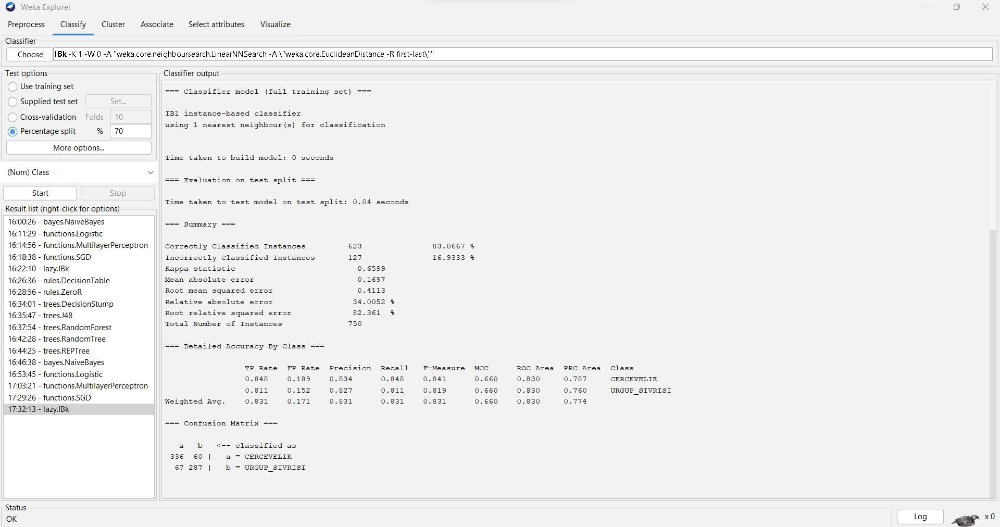 Weka Explorer
Preprocess Classify Cluster Associate Select attributes Visualize
Classifier
Choose IBk -K 1 -W 0 -A "weka.core.neighboursearch.LinearNNSearch -A \"weka.core.EuclideanDistance -R first-last\""
Test options
Use training set
Supplied test set Set...
Cross-validation Folds 10
Percentage split % 70
More options...
(Nom) Class
Start Stop
Result list (right-click for options)
16:00:26 - bayes.NaiveBayes
16:11:29 - functions.Logistic
16:14:56 - functions.MultilayerPerceptron
16:18:38 - functions.SGD
16:22:10 - lazy.IBk
16:26:36 - rules.DecisionTable
16:28:56 - rules.ZeroR
16:34:01 - trees.DecisionStump
16:35:47 - trees.J48
16:37:54 - trees.RandomForest
16:42:28 - trees.RandomTree
16:44:25 - trees.REPTree
16:46:38 - bayes.NaiveBayes
16:53:45 - functions.Logistic
17:03:21 - functions.MultilayerPerceptron
17:29:26 - functions.SGD
17:32:13 - lazy.IBk
Classifier output
=== Classifier model (full training set) ===
IB1 instance-based classifier
using 1 nearest neighbour(s) for classification
Time taken to build model: 0 seconds
=== Evaluation on test split ===
Time taken to test model on test split: 0.04 seconds
=== Summary ===
Correctly Classified Instances 623 83.0667 %
Incorrectly Classified Instances 127 16.9333 %
Kappa statistic 0.6599
Mean absolute error 0.1697
Root mean squared error 0.4113
Relative absolute error 34.0052 %
Root relative squared error 82.361 %
Total Number of Instances 750
=== Detailed Accuracy By Class ===
TP Rate FP Rate Precision Recall F-Measure MCC ROC Area PRC Area Class
0.848 0.189 0.834 0.848 0.841 0.660 0.830 0.787 CERCEVELIK
0.811 0.152 0.827 0.811 0.819 0.660 0.830 0.760 URGUP_SIVRISI
Weighted Avg. 0.831 0.171 0.831 0.831 0.831 0.660 0.830 0.774
=== Confusion Matrix ===
a b <-- classified as
336 60 | a = CERCEVELIK
67 287 | b = URGUP_SIVRISI
Status
OK
Log x 0